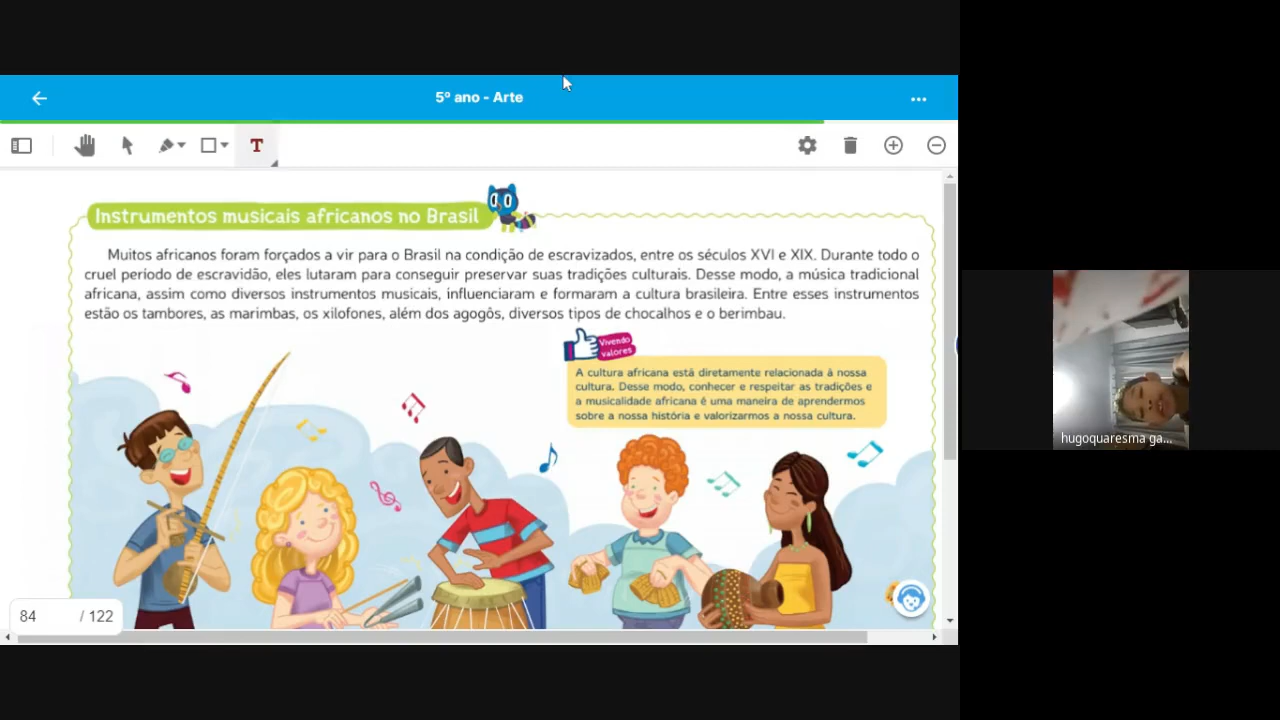 5º ano - Arte
T
Instrumentos musicais africanos no Brasil
Muitos africanos foram forçados a vir para o Brasil na condição de escravizados, entre os séculos XVI e XIX. Durante todo o
cruel período de escravidão, eles lutaram para conseguir preservar suas tradições culturais. Desse modo, a música tradicional
africana, assim como diversos instrumentos musicais, influenciaram e formaram a cultura brasileira. Entre esses instrumentos
estão os tambores, as marimbas, os xilofones, além dos agogôs, diversos tipos de chocalhos e o berimbau.
Vivendo
valores
A cultura africana está diretamente relacionada à nossa
cultura. Desse modo, conhecer e respeitar as tradições e
a musicalidade africana é uma maneira de aprendermos
sobre a nossa história e valorizarmos a nossa cultura.
84 / 122
hugoquaresma ga...